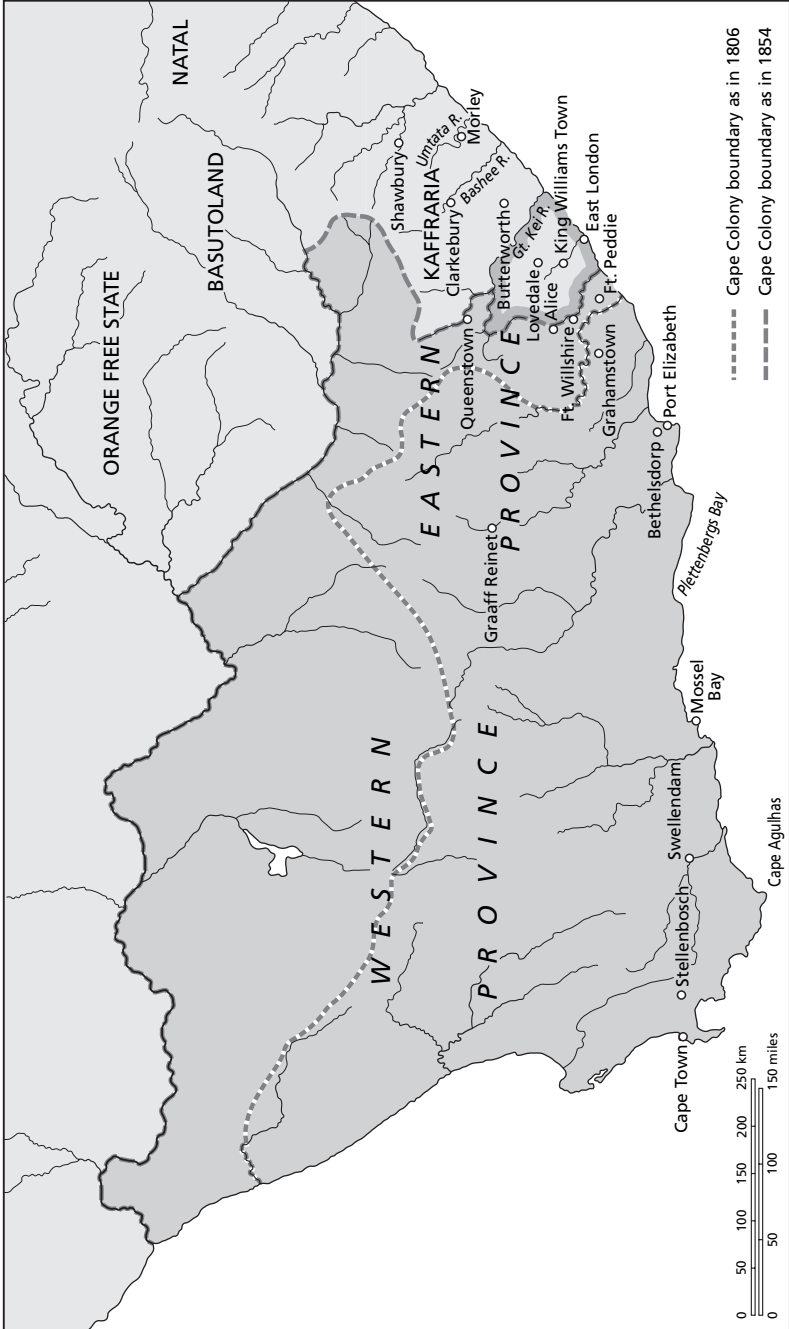 NATAL
BASUTOLAND
ORANGE FREE STATE
Shawbury
Umtata R.
Morley
KAFFRARIA
Clarkebury
Bashee R.
Butterworth
Gt. Kei R.
Queenstown
Lovedale
Alice
King Williams Town
East London
Ft. Willshire
Ft. Peddie
Grahamstown
EASTERN
PROVINCE
Graaff Reinet
Bethelsdorp
Port Elizabeth
Plettenbergs Bay
WESTERN
PROVINCE
Mossel
Bay
Swellendam
Stellenbosch
Cape Town
Cape Agulhas
0 50 100 150 200 250 km
0 50 100 150 miles
Cape Colony boundary as in 1806
Cape Colony boundary as in 1854